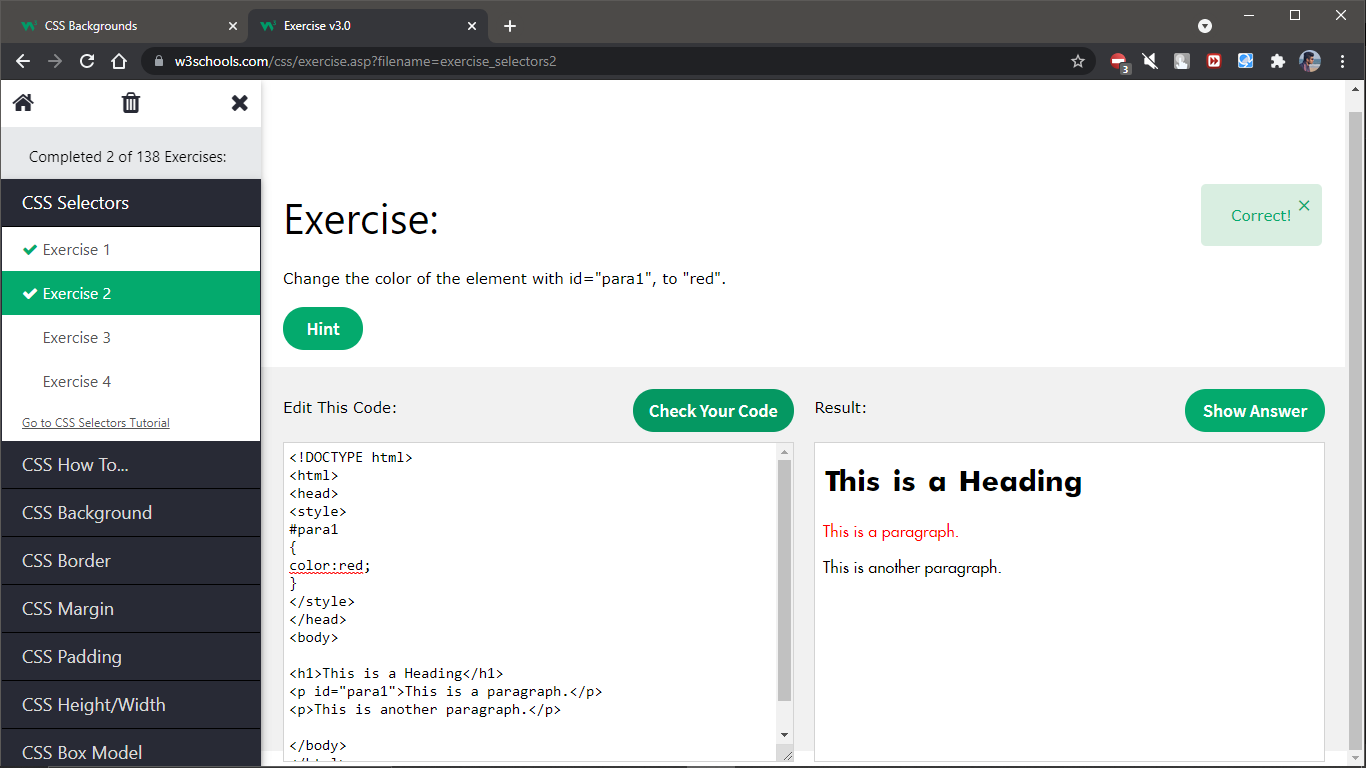 CSS Backgrounds
Exercise v3.0
w3schools.com/css/exercise.asp?filename=exercise_selectors2
3
Completed 2 of 138 Exercises:
CSS Selectors
Exercise 1
Exercise 2
Exercise 3
Exercise 4
Go to CSS Selectors Tutorial
CSS How To...
CSS Background
CSS Border
CSS Margin
CSS Padding
CSS Height/Width
CSS Box Model
Exercise:
Correct!
Change the color of the element with id="para1", to "red".
Hint
Edit This Code:
Check Your Code
<!DOCTYPE html>
<html>
<head>
<style>
#para1
{
color:red;
}
</style>
</head>
<body>
<h1>This is a Heading</h1>
<p id="para1">This is a paragraph.</p>
<p>This is another paragraph.</p>
</body>
Result:
Show Answer
This is a Heading
This is a paragraph.
This is another paragraph.